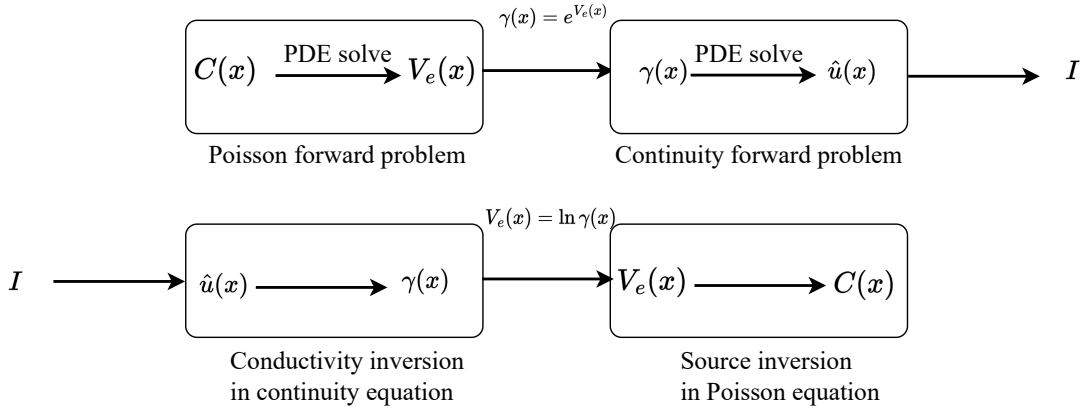 γ(x) = e^{V_e(x)}
C(x) PDE solve V_e(x)
γ(x) PDE solve û(x)
I
Poisson forward problem
Continuity forward problem
V_e(x) = ln γ(x)
I
û(x) γ(x)
V_e(x) C(x)
Conductivity inversion
in continuity equation
Source inversion
in Poisson equation